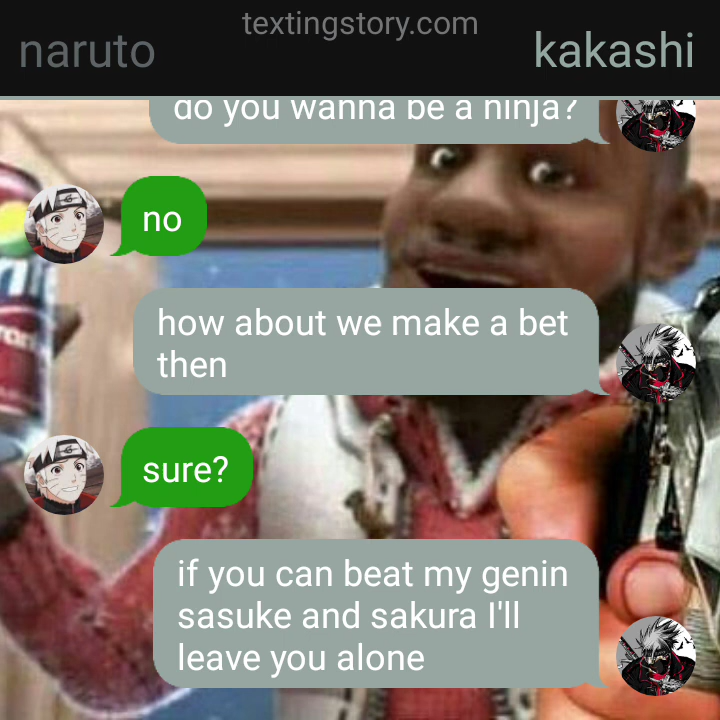 textingstory.com
naruto
kakashi
do you wanna be a ninja?
no
how about we make a bet
then
sure?
if you can beat my genin
sasuke and sakura I'll
leave you alone